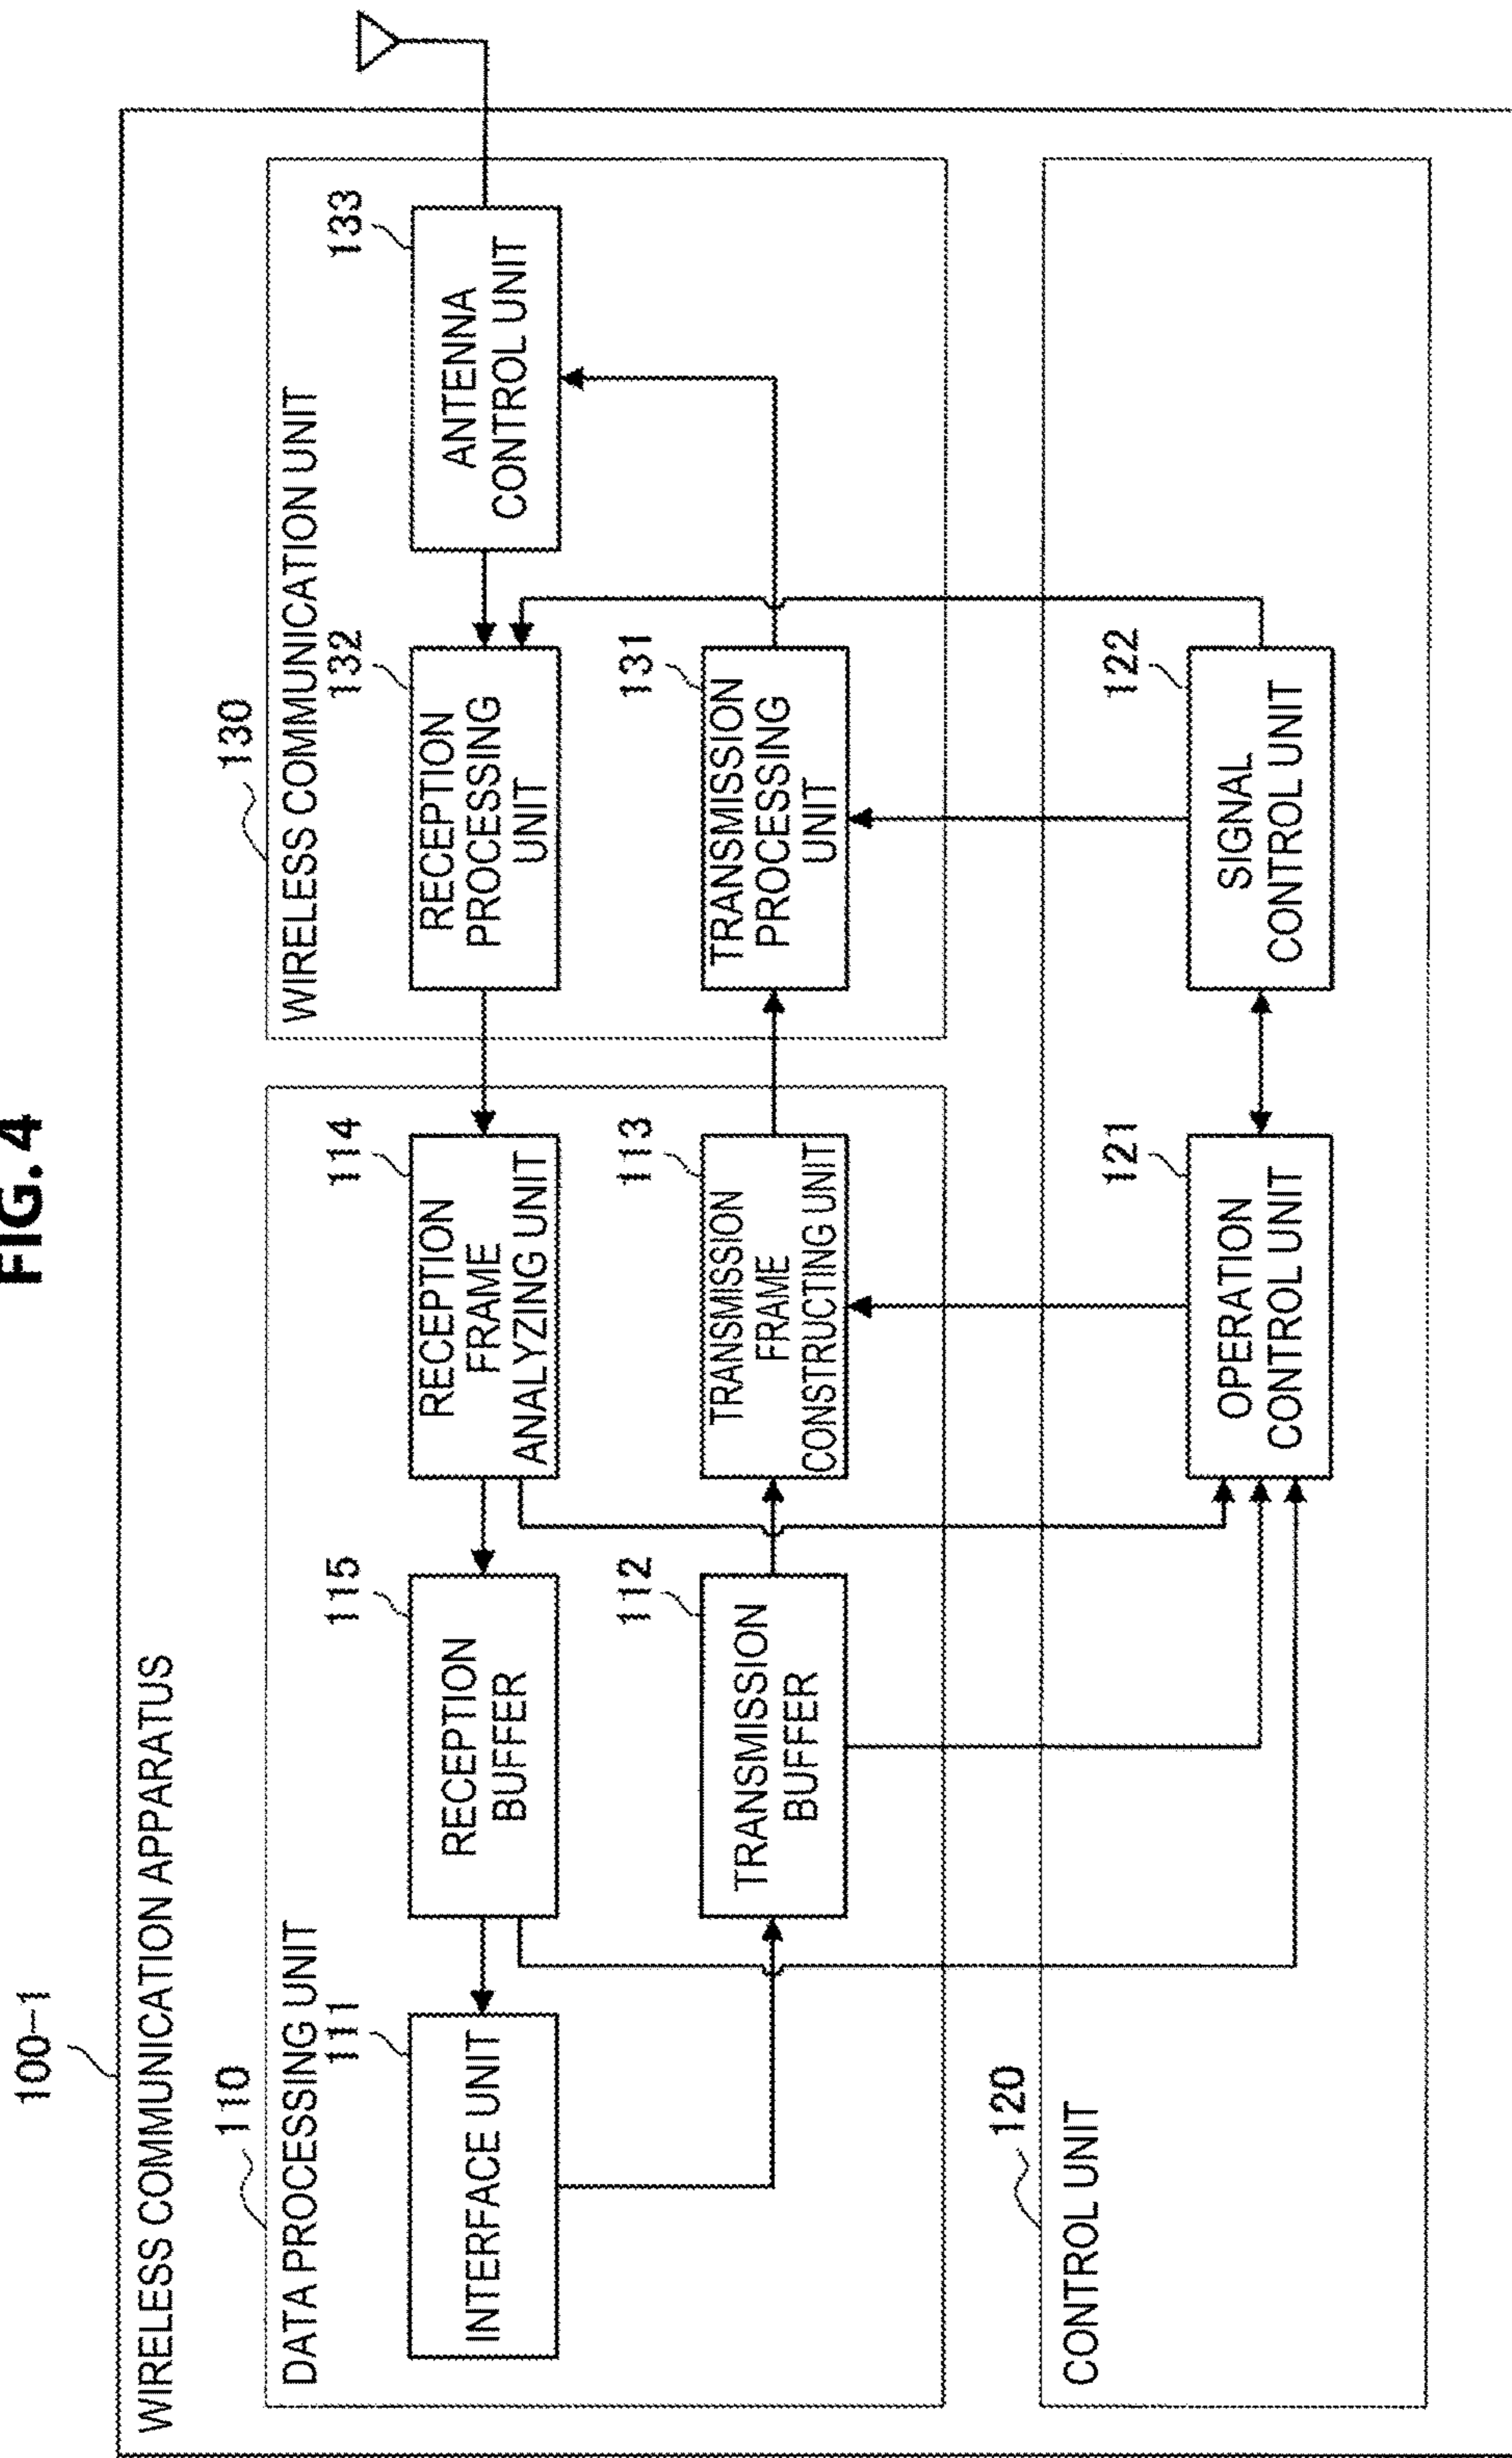 FIG. 4
100-1
WIRELESS COMMUNICATION APPARATUS
110
DATA PROCESSING UNIT
111
INTERFACE UNIT
115
RECEPTION
BUFFER
114
RECEPTION
FRAME
ANALYZING UNIT
112
TRANSMISSION
BUFFER
113
TRANSMISSION
FRAME
CONSTRUCTING UNIT
130
WIRELESS COMMUNICATION UNIT
132
RECEPTION
PROCESSING
UNIT
133
ANTENNA
CONTROL UNIT
131
TRANSMISSION
PROCESSING
UNIT
120
CONTROL UNIT
121
OPERATION
CONTROL UNIT
122
SIGNAL
CONTROL UNIT